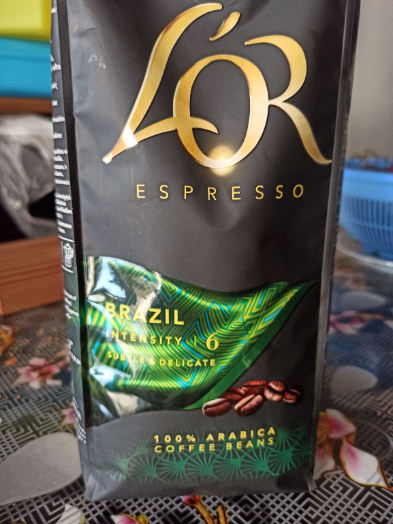 L'OR
ESPRESSO
BRAZIL
INTENSITY 6
SUBTLE & DELICATE
100% ARABICA
COFFEE BEANS